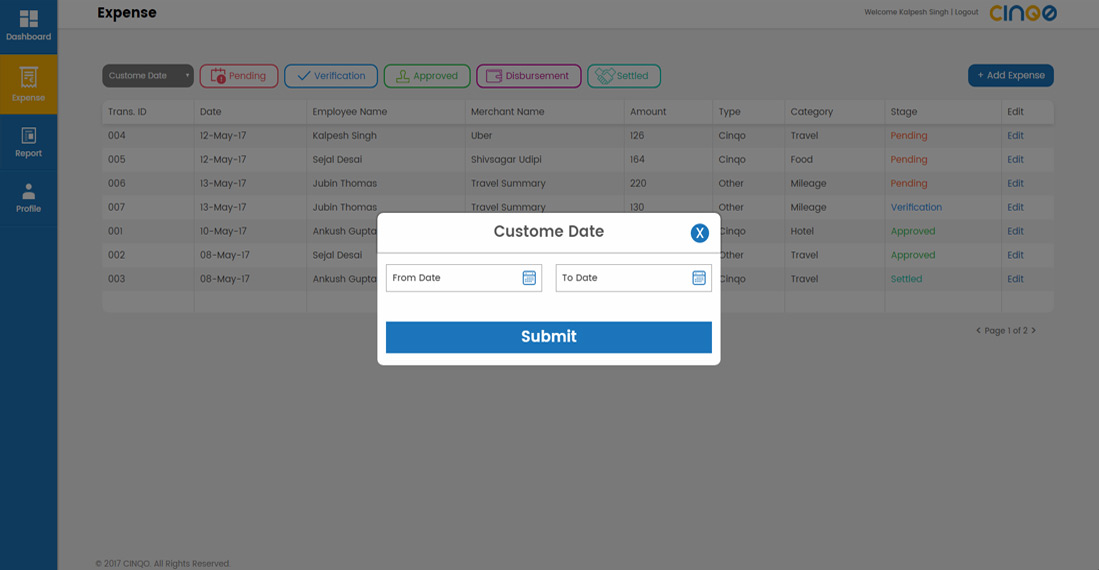 Dashboard
Expense
Report
Profile
Expense
Welcome Kalpesh Singh | Logout
CINQO
Custome Date
Pending
Verification
Approved
Disbursement
Settled
+ Add Expense
Trans. ID Date Employee Name Merchant Name Amount Type Category Stage Edit
004 12-May-17 Kalpesh Singh Uber 126 Cinqo Travel Pending Edit
005 12-May-17 Sejal Desai Shivsagar Udipi 164 Cinqo Food Pending Edit
006 13-May-17 Jubin Thomas Travel Summary 220 Other Mileage Pending Edit
007 13-May-17 Jubin Thomas Travel Summary 130 Other Mileage Verification Edit
001 10-May-17 Ankush Gupta Cinqo Hotel Approved Edit
002 08-May-17 Sejal Desai Other Travel Approved Edit
003 08-May-17 Ankush Gupta Cinqo Travel Settled Edit
Custome Date
X
From Date
To Date
Submit
< Page 1 of 2 >
© 2017 CINQO. All Rights Reserved.